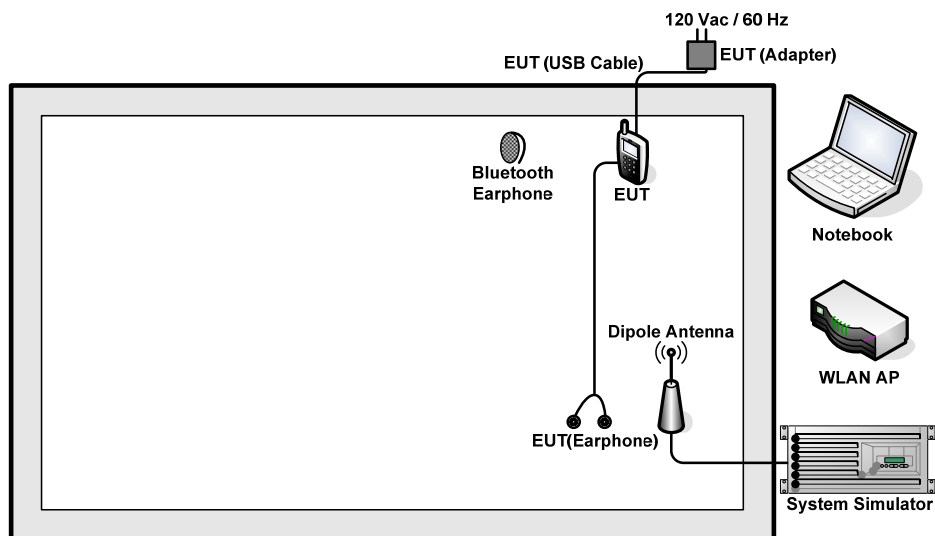 120 Vac / 60 Hz
EUT (USB Cable)
EUT (Adapter)
Bluetooth
Earphone
EUT
Notebook
Dipole Antenna
WLAN AP
EUT(Earphone)
System Simulator